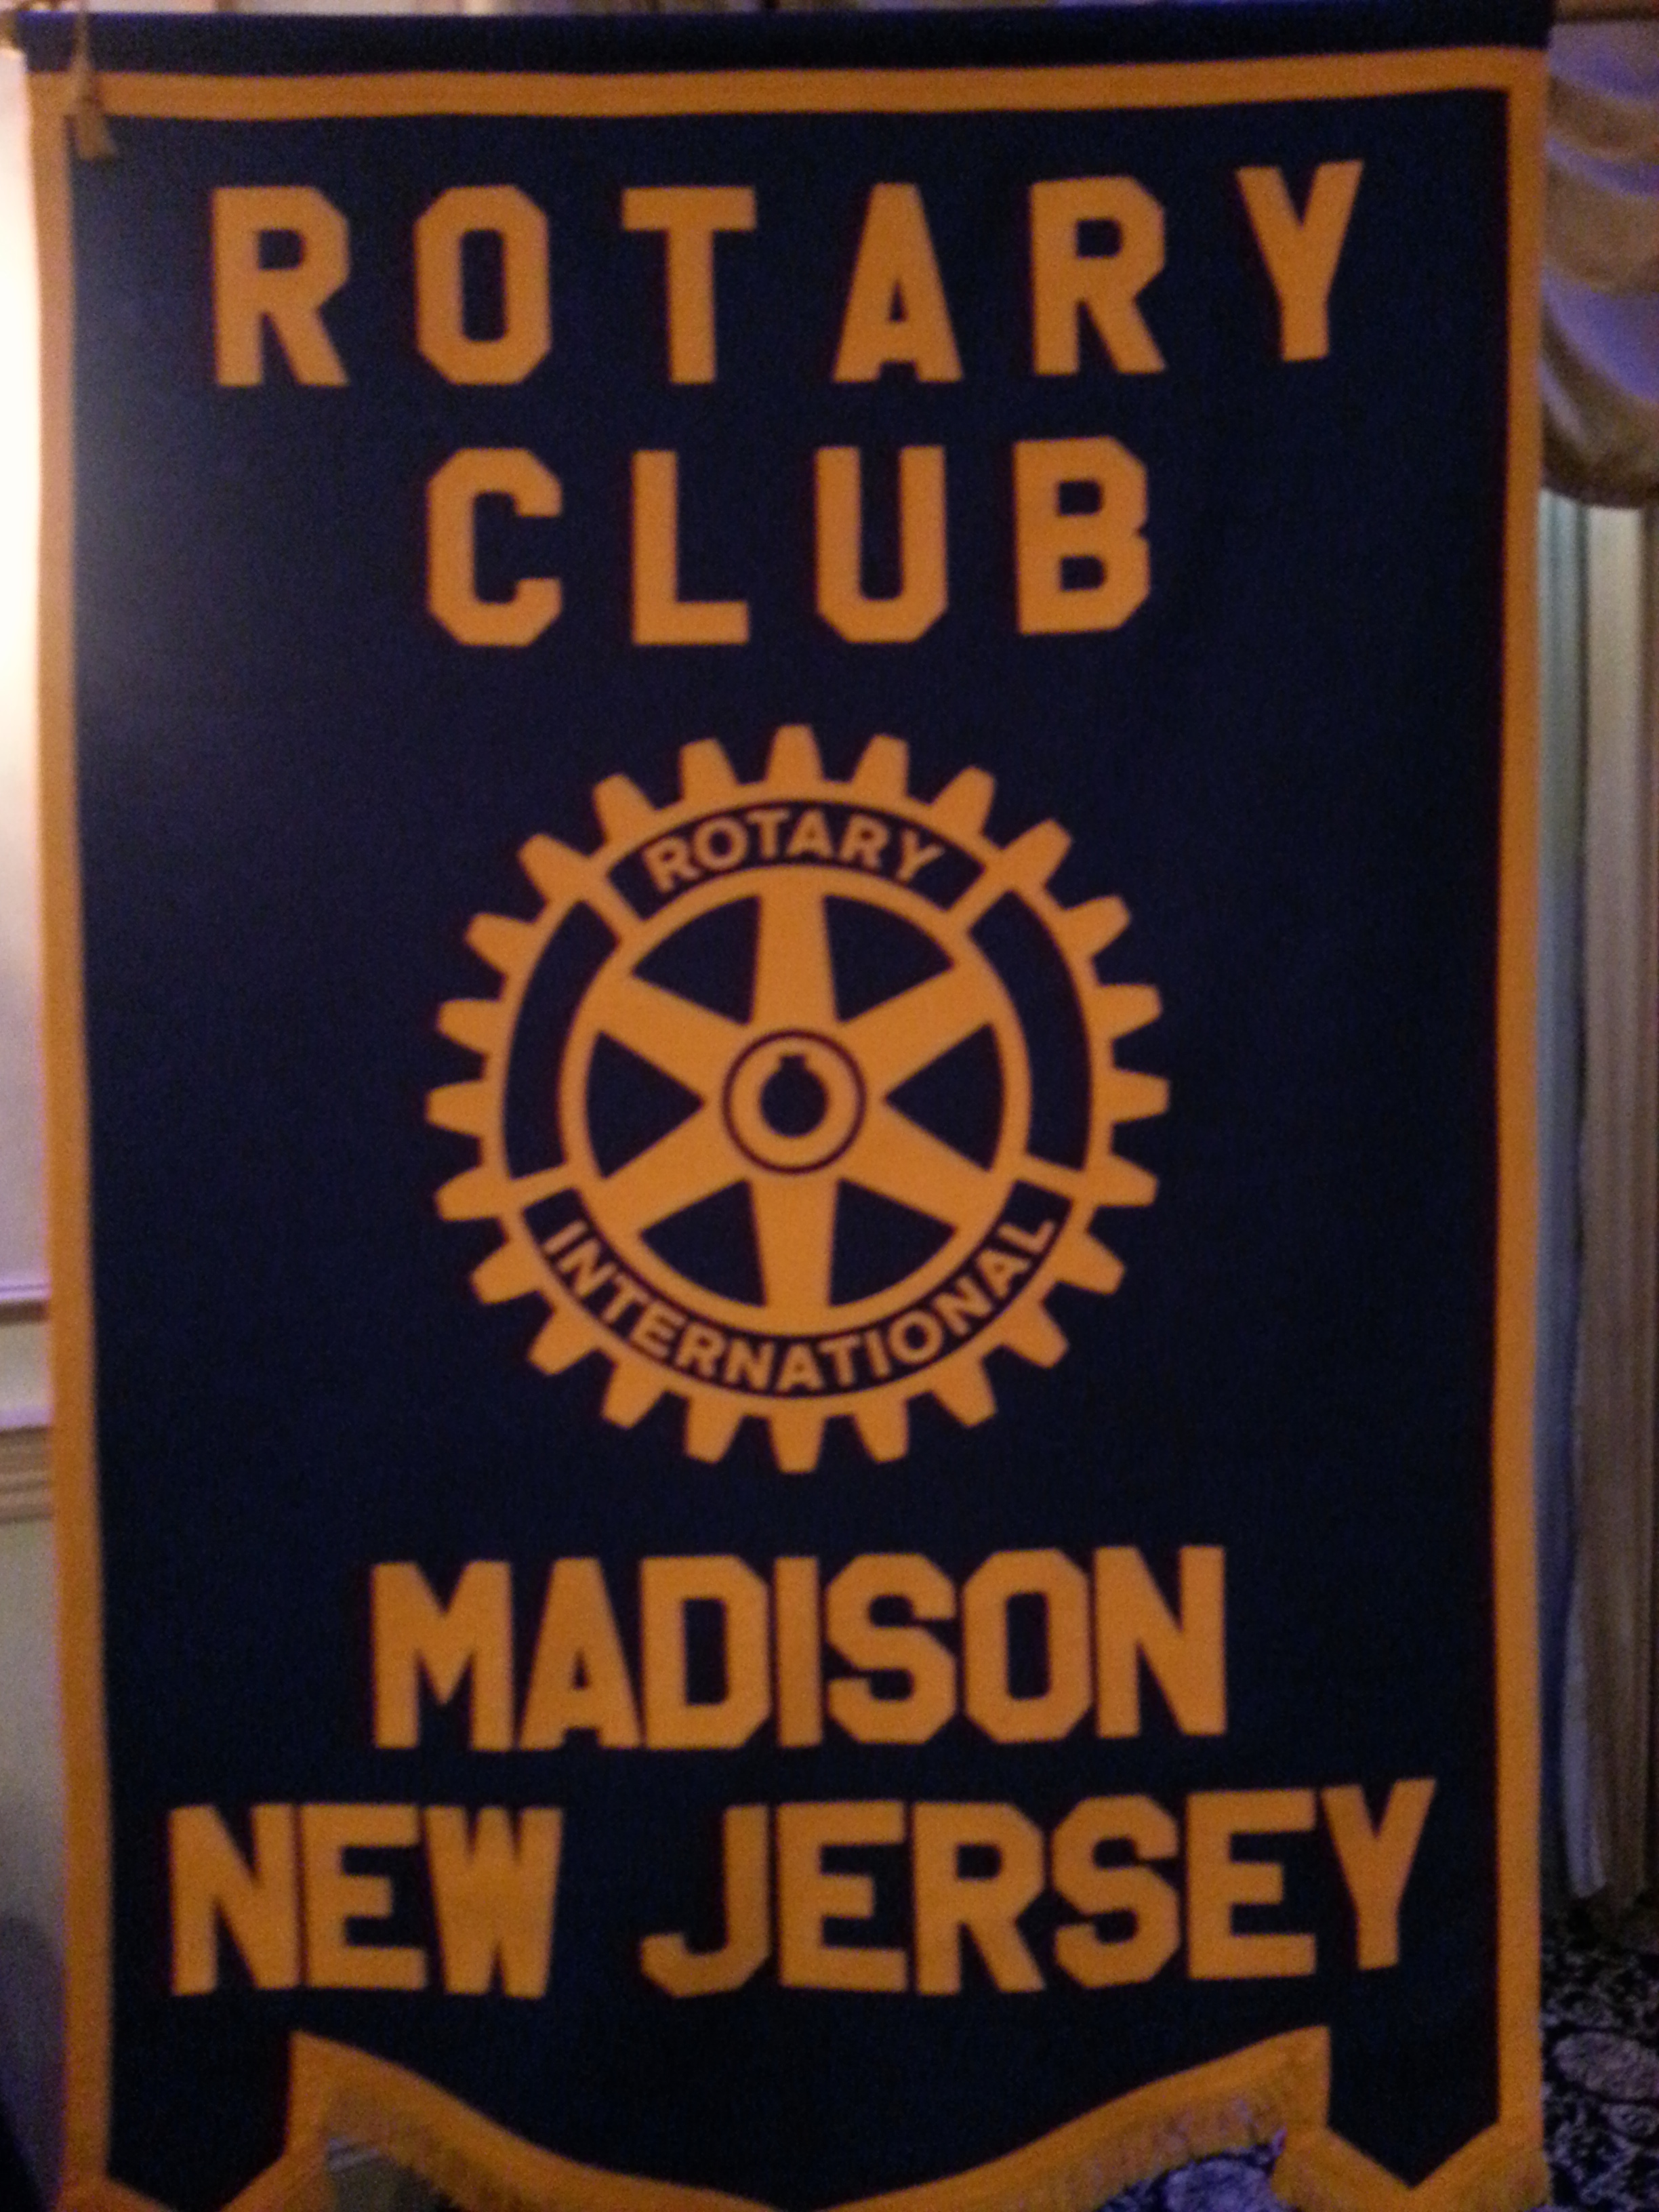 ROTARY
CLUB
ROTARY
INTERNATIONAL
MADISON
NEW JERSEY